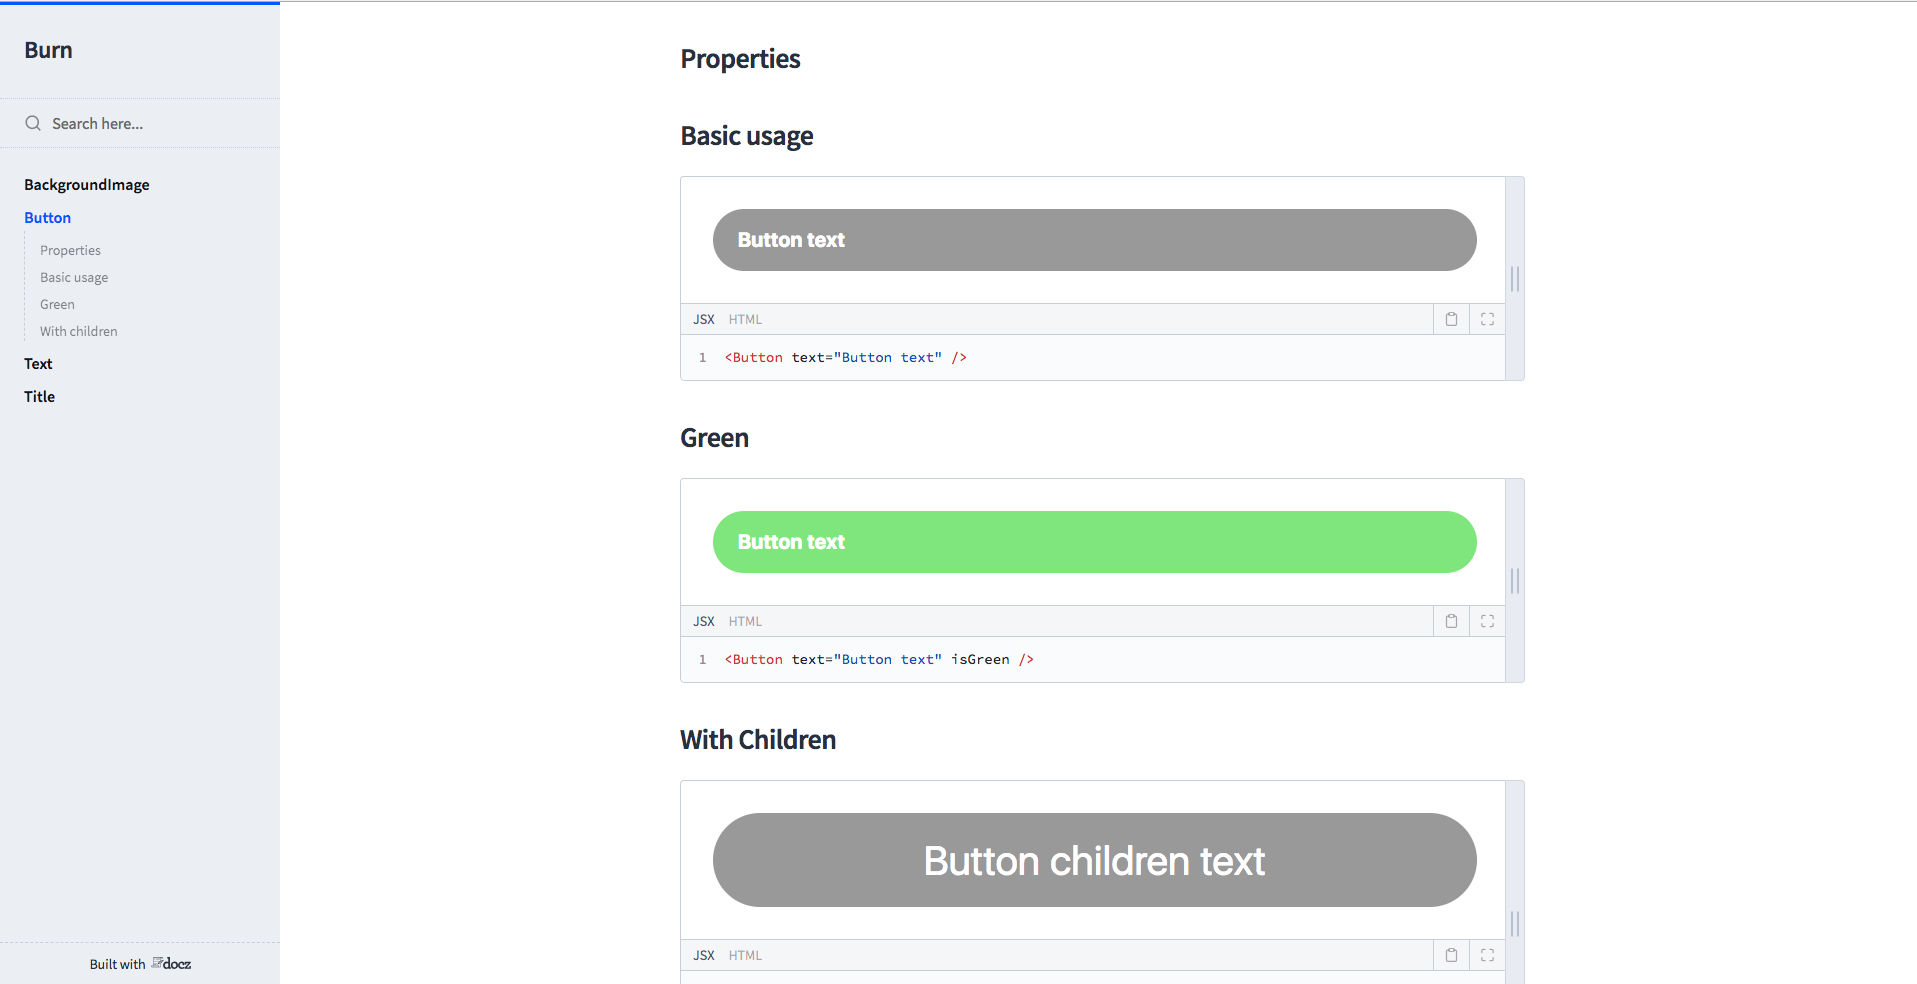 Burn
Search here...
BackgroundImage
Button
Properties
Basic usage
Green
With children
Text
Title
Built with docz
Properties
Basic usage
Button text
JSX HTML
1 <Button text="Button text" />
Green
Button text
JSX HTML
1 <Button text="Button text" isGreen />
With Children
Button children text
JSX HTML